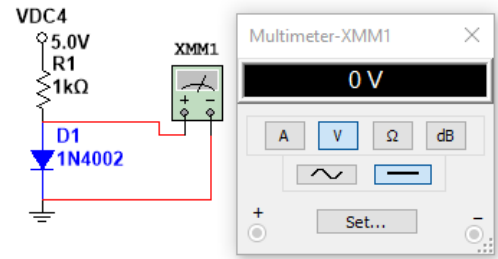 VDC4
5.0V
R1
1kΩ
XMM1
+ −
D1
1N4002
Multimeter-XMM1
0 V
A V Ω dB
+ Set... −